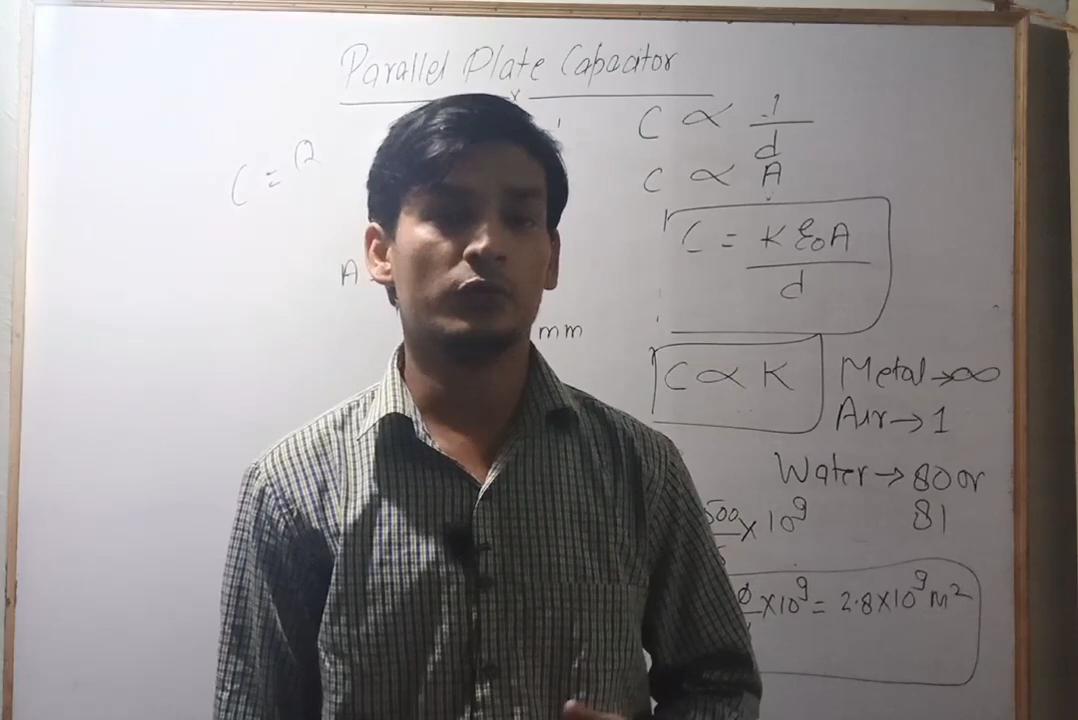 Parallel Plate Capacitor
C ∝ 1/d
C ∝ A
C =
C = Kε₀A/d
A
mm
C ∝ K
Metal → ∞
Air → 1
Water → 80 or
81
500 × 10⁹
× 10⁹ = 2.8 × 10⁹ m²